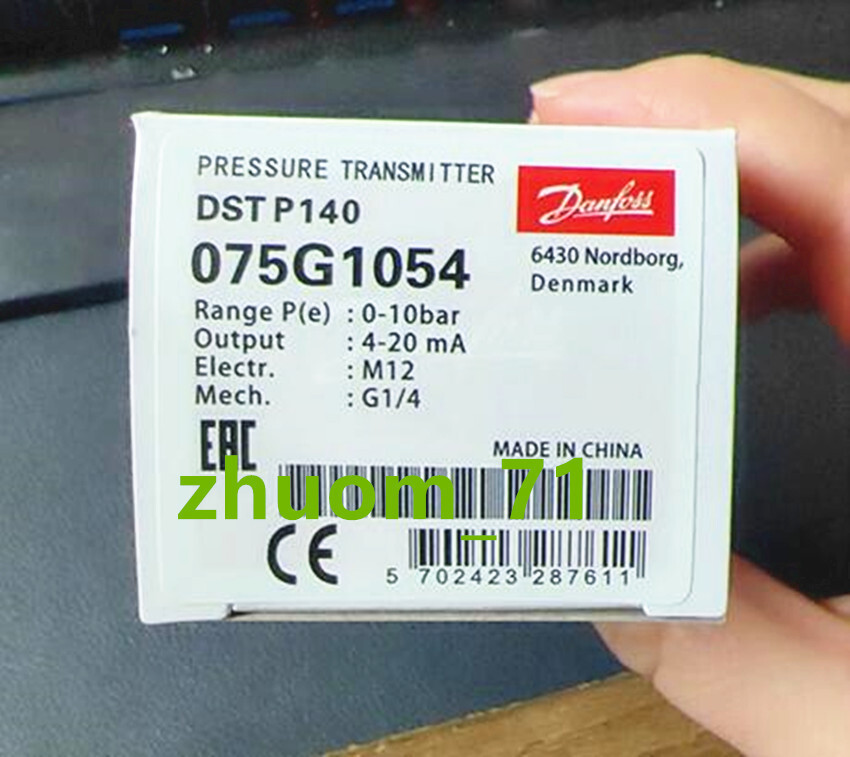 PRESSURE TRANSMITTER
DST P140
075G1054
Danfoss
6430 Nordborg,
Denmark
Range P(e) : 0-10bar
Output : 4-20 mA
Electr. : M12
Mech. : G1/4
EAC
MADE IN CHINA
zhuom_71
CE
5 702423 287611